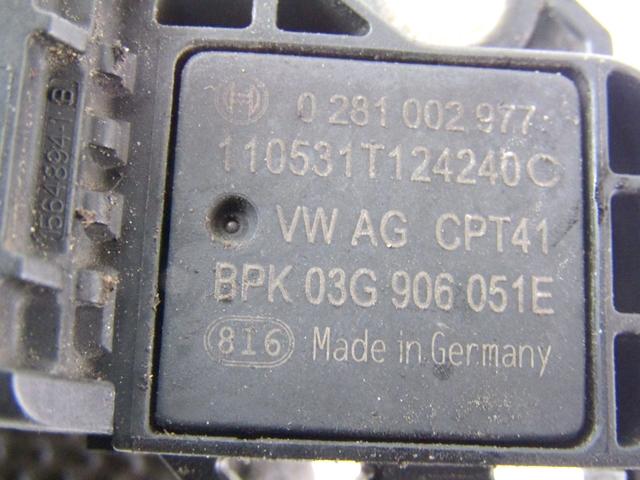 0 281 002 977
110531T124240C
VW AG CPT41
BPK 03G 906 051E
816 Made in Germany